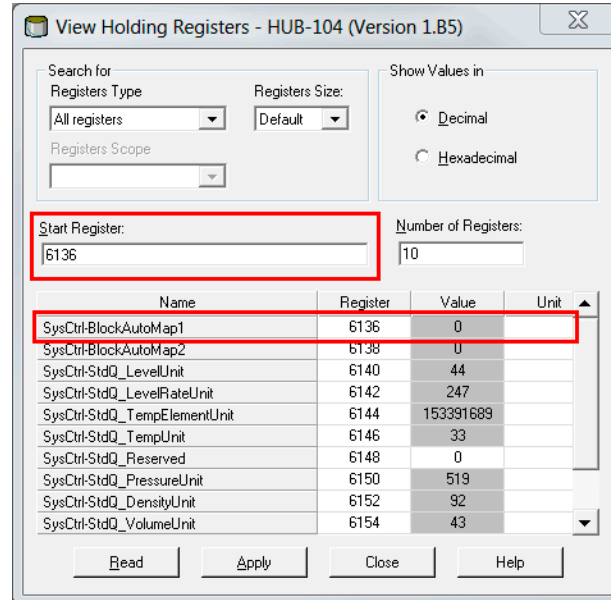 View Holding Registers - HUB-104 (Version 1.B5)
Search for
Registers Type
Registers Size:
All registers
Default
Registers Scope
Show Values in
Decimal
Hexadecimal
Start Register:
6136
Number of Registers:
10
Name Register Value Unit
SysCtrl-BlockAutoMap1 6136 0
SysCtrl-BlockAutoMap2 6138 0
SysCtrl-StdQ_LevelUnit 6140 44
SysCtrl-StdQ_LevelRateUnit 6142 247
SysCtrl-StdQ_TempElementUnit 6144 153391689
SysCtrl-StdQ_TempUnit 6146 33
SysCtrl-StdQ_Reserved 6148 0
SysCtrl-StdQ_PressureUnit 6150 519
SysCtrl-StdQ_DensityUnit 6152 92
SysCtrl-StdQ_VolumeUnit 6154 43
Read Apply Close Help